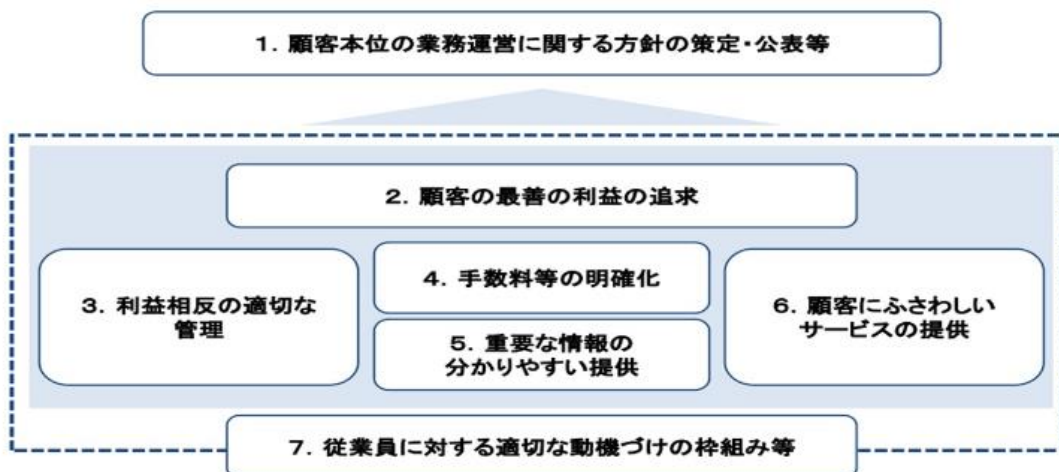 1. 顧客本位の業務運営に関する方針の策定・公表等
2. 顧客の最善の利益の追求
3. 利益相反の適切な
管理
4. 手数料等の明確化
5. 重要な情報の
分かりやすい提供
6. 顧客にふさわしい
サービスの提供
7. 従業員に対する適切な動機づけの枠組み等